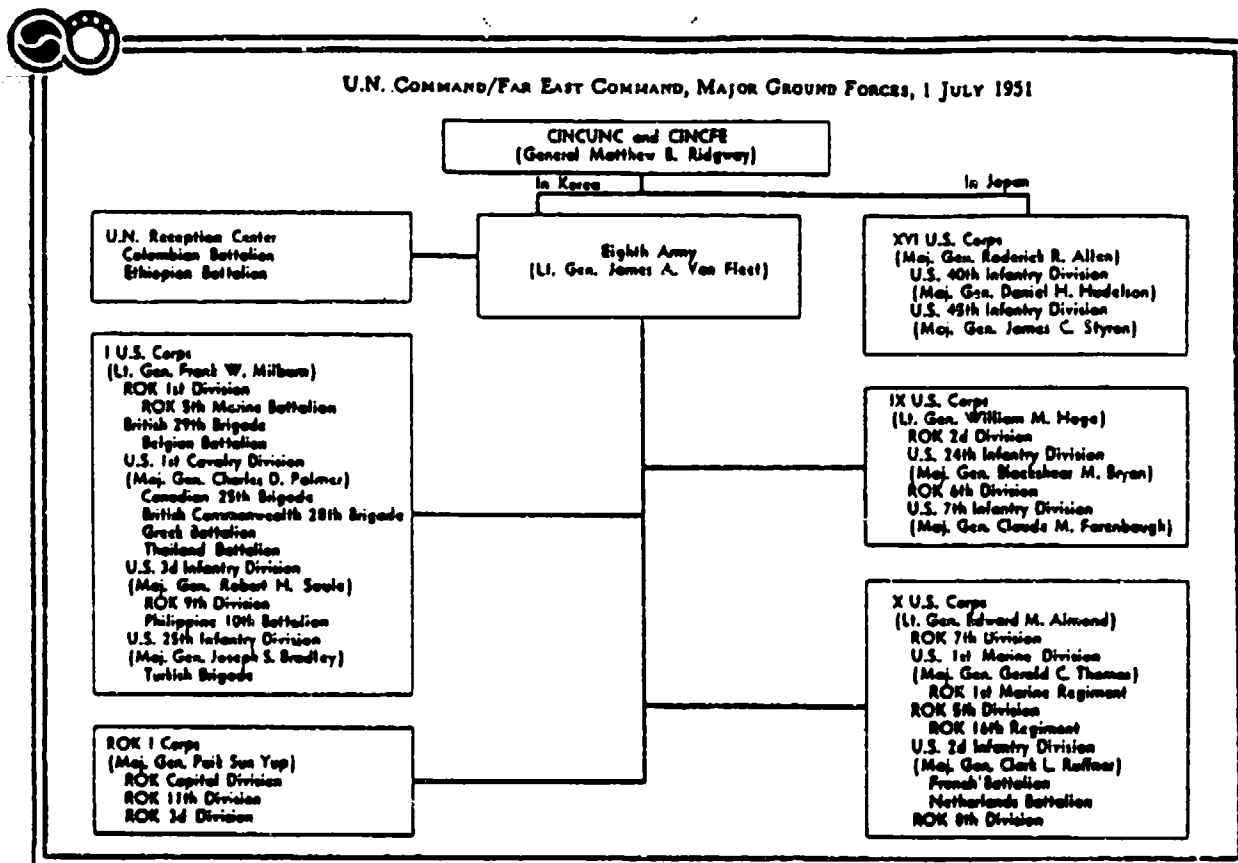 U.N. COMMAND/FAR EAST COMMAND, MAJOR GROUND FORCES, 1 JULY 1951
CINCUNC and CINCFE
(General Matthew B. Ridgway)
In Korea
In Japan
U.N. Reception Center
Colombian Battalion
Ethiopian Battalion
Eighth Army
(Lt. Gen. James A. Van Fleet)
XVI U.S. Corps
(Maj. Gen. Roderick R. Allen)
U.S. 40th Infantry Division
(Maj. Gen. Daniel H. Hudelson)
U.S. 45th Infantry Division
(Maj. Gen. James C. Styron)
I U.S. Corps
(Lt. Gen. Frank W. Milburn)
ROK 1st Division
ROK 5th Marine Battalion
British 29th Brigade
Belgian Battalion
U.S. 1st Cavalry Division
(Maj. Gen. Charles D. Palmer)
Canadian 25th Brigade
British Commonwealth 28th Brigade
Greek Battalion
Thailand Battalion
U.S. 3d Infantry Division
(Maj. Gen. Robert H. Soule)
ROK 9th Division
Philippine 10th Battalion
U.S. 25th Infantry Division
(Maj. Gen. Joseph S. Bradley)
Turkish Brigade
IX U.S. Corps
(Lt. Gen. William M. Hoge)
ROK 2d Division
U.S. 24th Infantry Division
(Maj. Gen. Blackshear M. Bryan)
ROK 6th Division
U.S. 7th Infantry Division
(Maj. Gen. Claude M. Ferenbaugh)
X U.S. Corps
(Lt. Gen. Edward M. Almond)
ROK 7th Division
U.S. 1st Marine Division
(Maj. Gen. Gerald C. Thomas)
ROK 1st Marine Regiment
ROK 5th Division
ROK 16th Regiment
U.S. 2d Infantry Division
(Maj. Gen. Clark L. Ruffner)
French Battalion
Netherlands Battalion
ROK 8th Division
ROK I Corps
(Maj. Gen. Paik Sun Yup)
ROK Capital Division
ROK 11th Division
ROK 3d Division